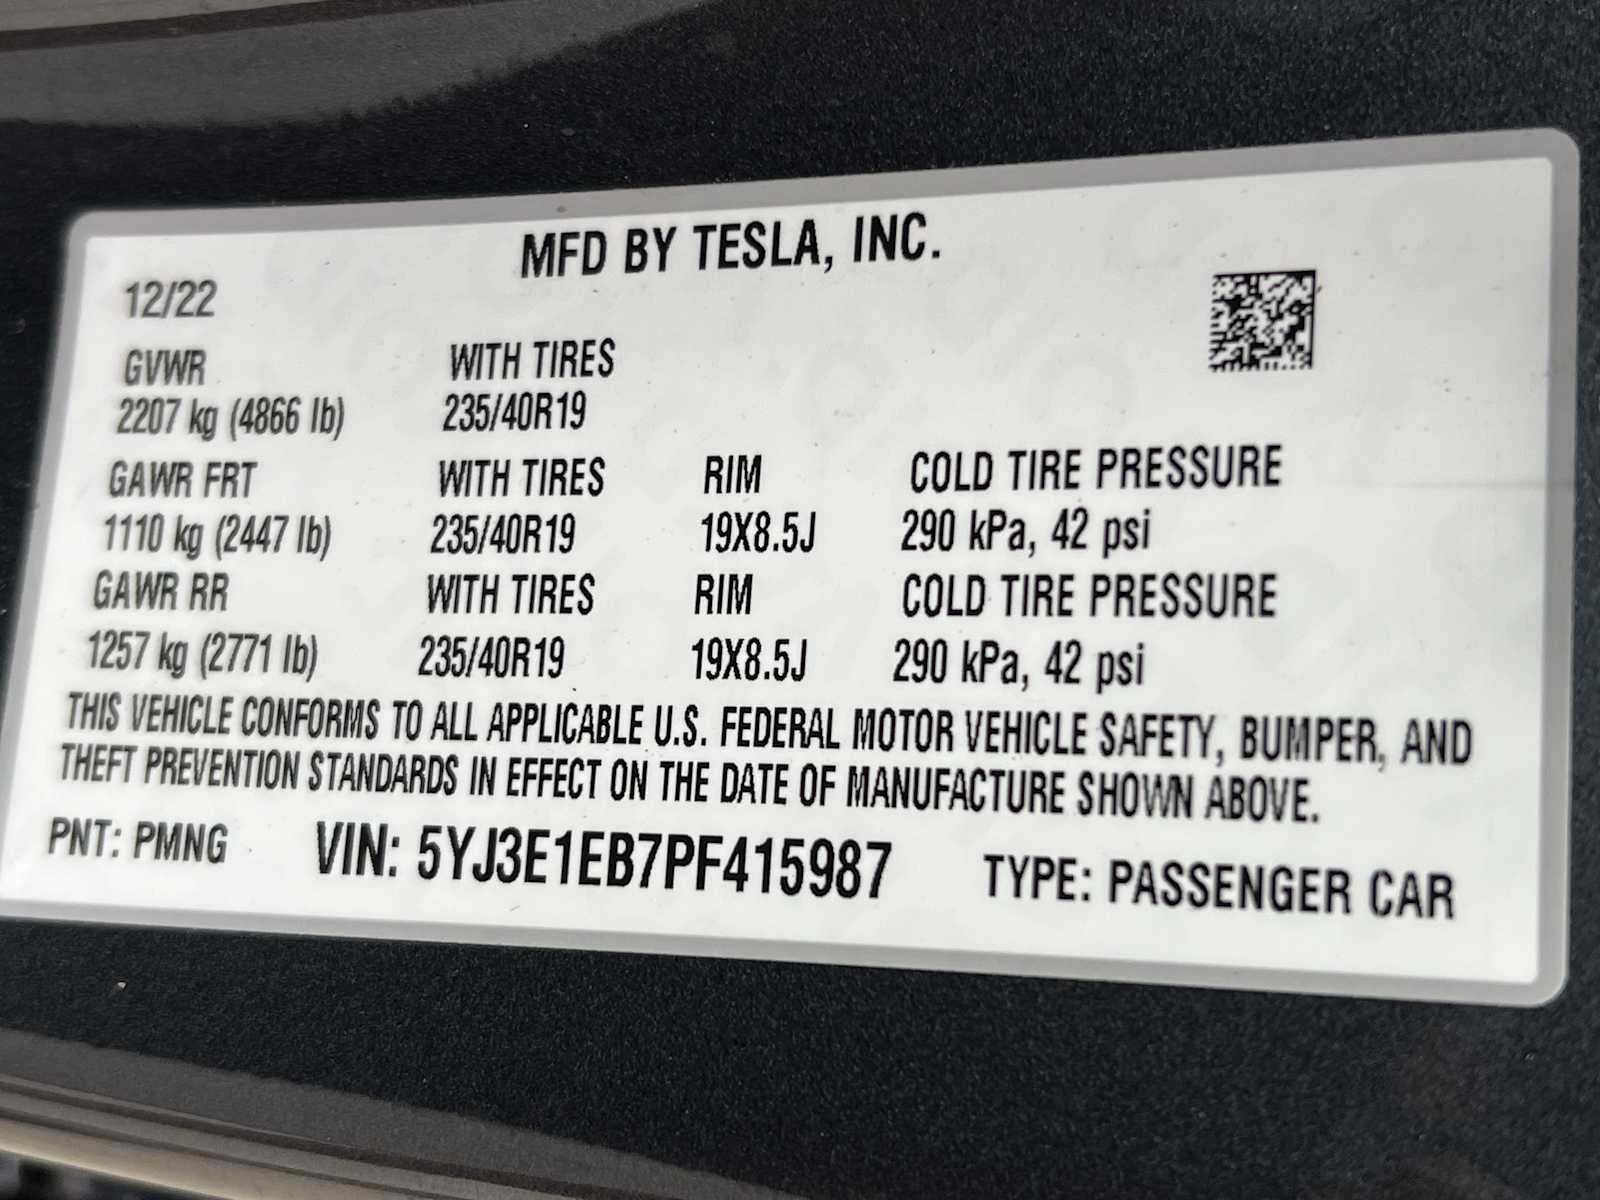 MFD BY TESLA, INC.
12/22
GVWR WITH TIRES
2207 kg (4866 lb) 235/40R19
GAWR FRT WITH TIRES RIM COLD TIRE PRESSURE
1110 kg (2447 lb) 235/40R19 19X8.5J 290 kPa, 42 psi
GAWR RR WITH TIRES RIM COLD TIRE PRESSURE
1257 kg (2771 lb) 235/40R19 19X8.5J 290 kPa, 42 psi
THIS VEHICLE CONFORMS TO ALL APPLICABLE U.S. FEDERAL MOTOR VEHICLE SAFETY, BUMPER, AND
THEFT PREVENTION STANDARDS IN EFFECT ON THE DATE OF MANUFACTURE SHOWN ABOVE.
PNT: PMNG VIN: 5YJ3E1EB7PF415987 TYPE: PASSENGER CAR